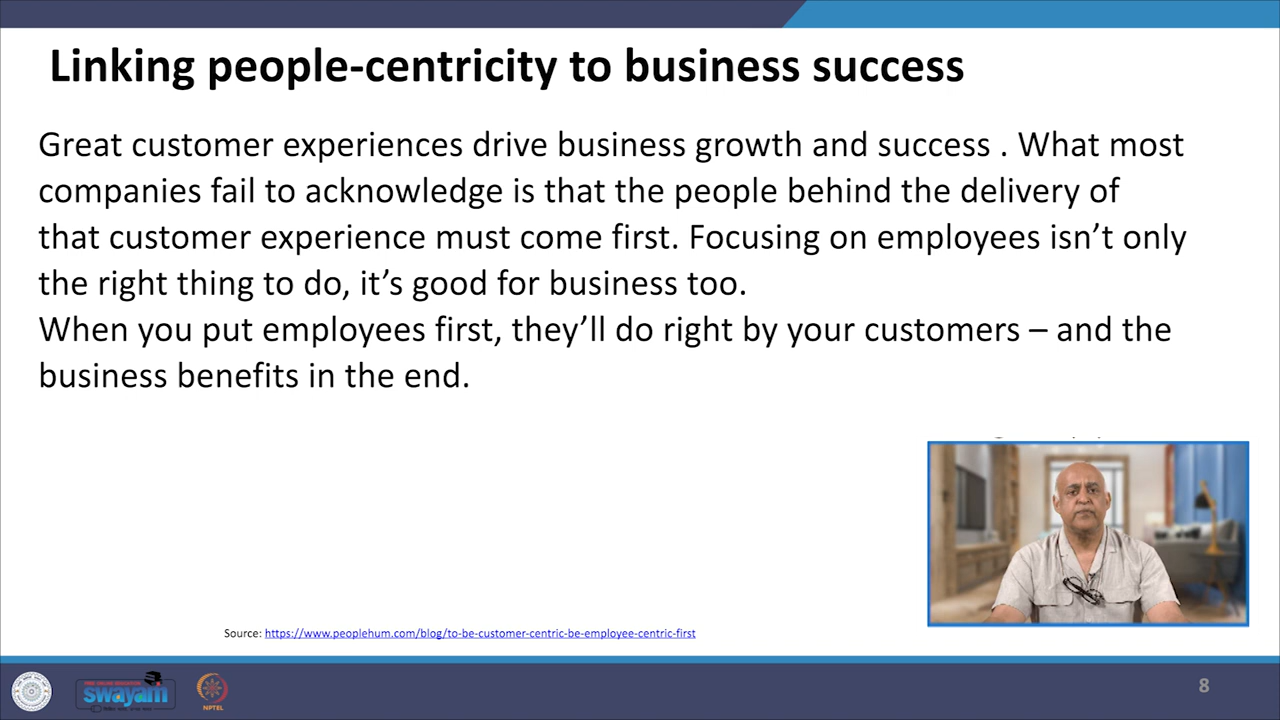 Linking people-centricity to business success
Great customer experiences drive business growth and success . What most
companies fail to acknowledge is that the people behind the delivery of
that customer experience must come first. Focusing on employees isn’t only
the right thing to do, it’s good for business too.
When you put employees first, they’ll do right by your customers – and the
business benefits in the end.
Source: https://www.peoplehum.com/blog/to-be-customer-centric-be-employee-centric-first
swayam
NPTEL
8